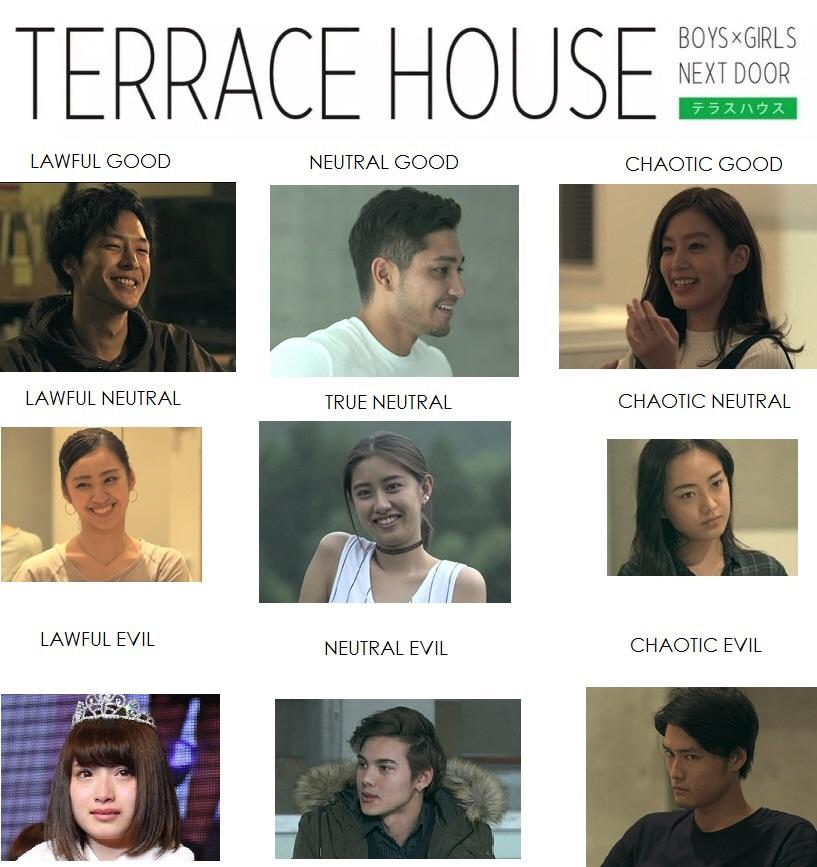 TERRACE HOUSE
BOYS×GIRLS
NEXT DOOR
テラスハウス
LAWFUL GOOD
NEUTRAL GOOD
CHAOTIC GOOD
LAWFUL NEUTRAL
TRUE NEUTRAL
CHAOTIC NEUTRAL
LAWFUL EVIL
NEUTRAL EVIL
CHAOTIC EVIL